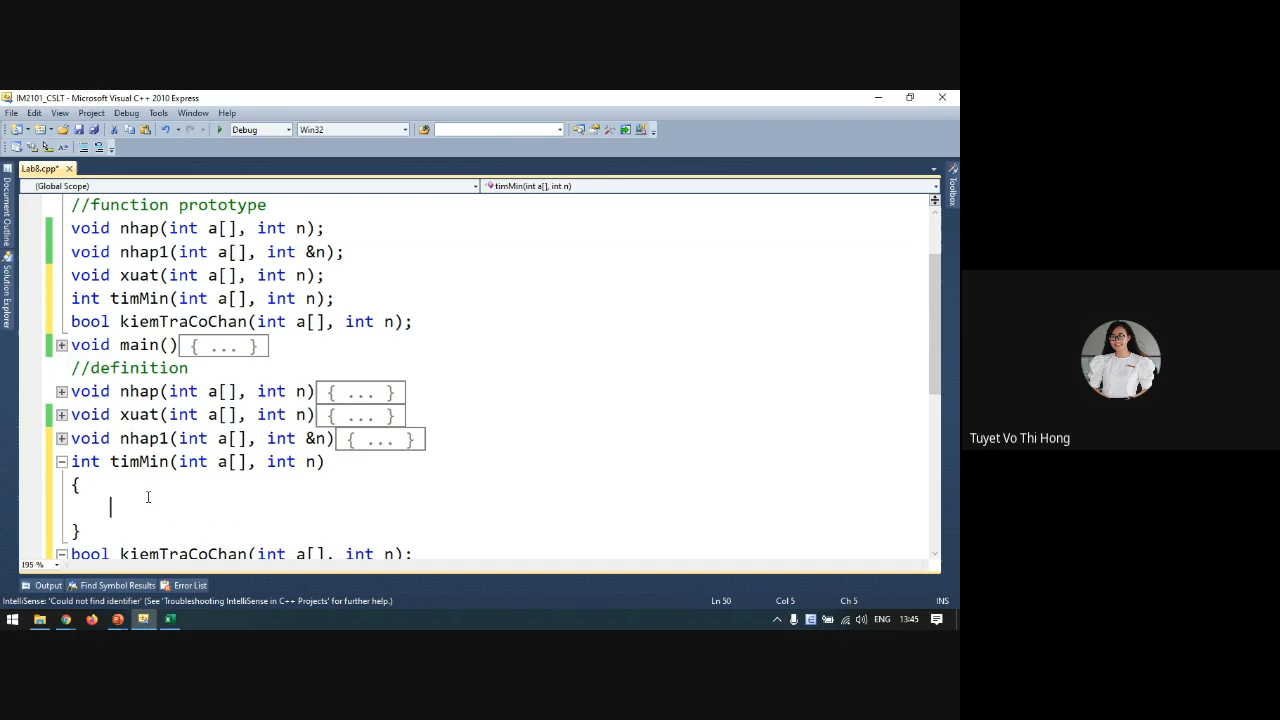 IM2101_CSLT - Microsoft Visual C++ 2010 Express
File Edit View Project Debug Tools Window Help
Debug Win32
Lab8.cpp*
(Global Scope) timMin(int a[], int n)
Document Outline
Solution Explorer
Toolbox
//function prototype
void nhap(int a[], int n);
void nhap1(int a[], int &n);
void xuat(int a[], int n);
int timMin(int a[], int n);
bool kiemTraCoChan(int a[], int n);
void main(){ ... }
//definition
void nhap(int a[], int n){ ... }
void xuat(int a[], int n){ ... }
void nhap1(int a[], int &n){ ... }
int timMin(int a[], int n)
{
}
bool kiemTraCoChan(int a[], int n);
195 %
Output Find Symbol Results Error List
IntelliSense: 'Could not find identifier' (See 'Troubleshooting IntelliSense in C++ Projects' for further help.) Ln 50 Col 5 Ch 5 INS
ENG 13:45
Tuyet Vo Thi Hong